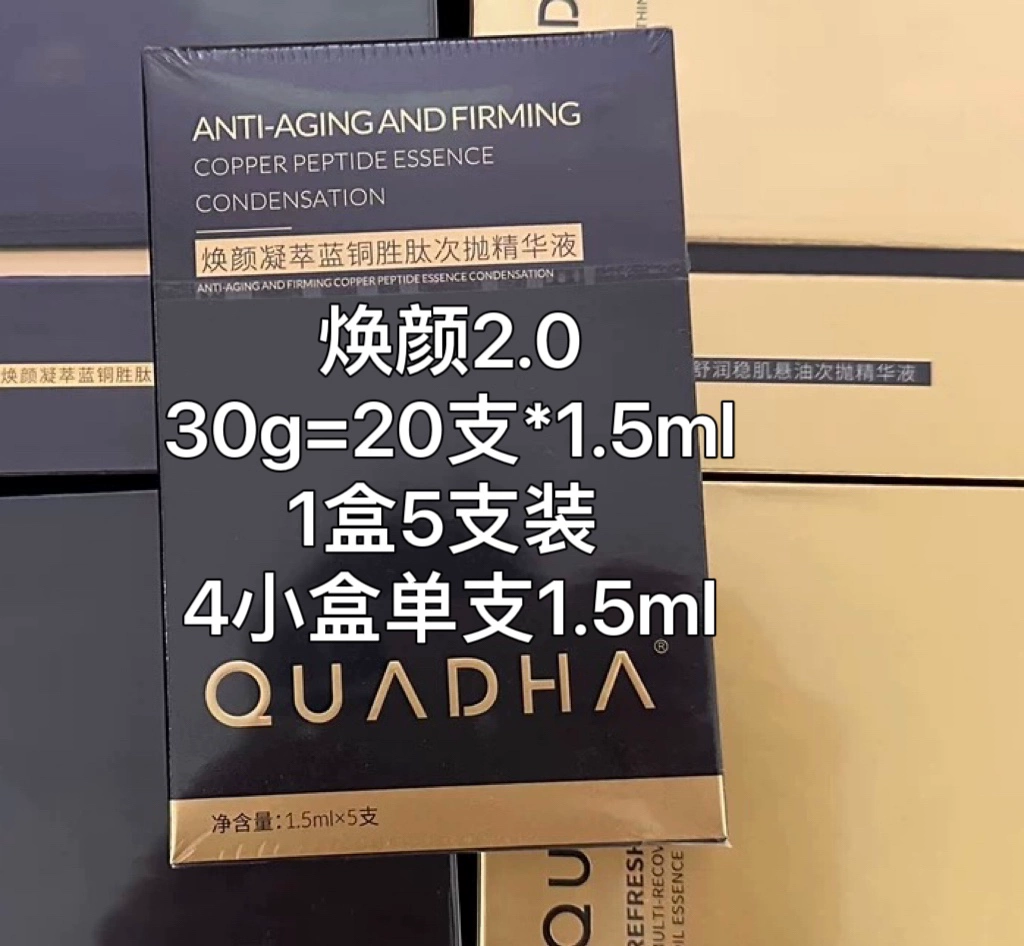 ANTI-AGING AND FIRMING
COPPER PEPTIDE ESSENCE
CONDENSATION
焕颜凝萃蓝铜胜肽次抛精华液
ANTI-AGING AND FIRMING COPPER PEPTIDE ESSENCE CONDENSATION
焕颜2.0
30g=20支*1.5ml
1盒5支装
4小盒单支1.5ml
QUADHA®
净含量：1.5ml×5支
焕颜凝萃蓝铜胜肽
舒润稳肌悬油次抛精华液
QU
REFRESH